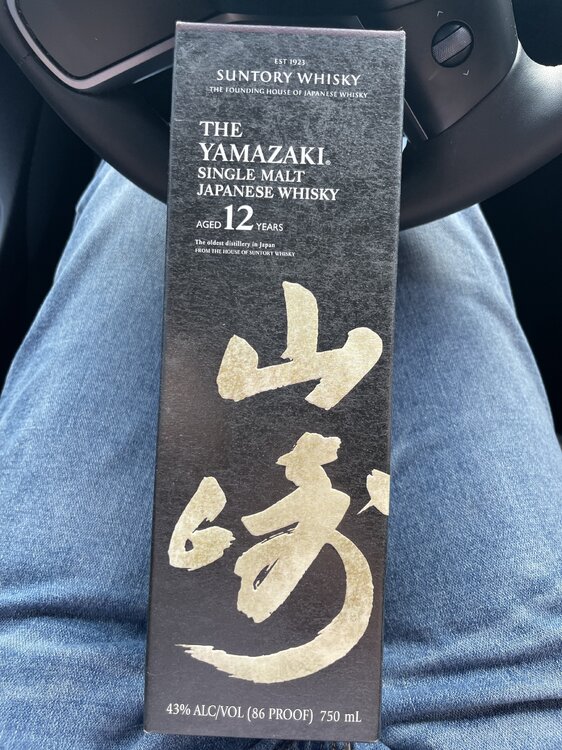 EST 1923
SUNTORY WHISKY
THE FOUNDING HOUSE OF JAPANESE WHISKY
THE
YAMAZAKI®
SINGLE MALT
JAPANESE WHISKY
AGED 12 YEARS
The oldest distillery in Japan
FROM THE HOUSE OF SUNTORY WHISKY
山
崎
43% ALC/VOL (86 PROOF) 750 mL